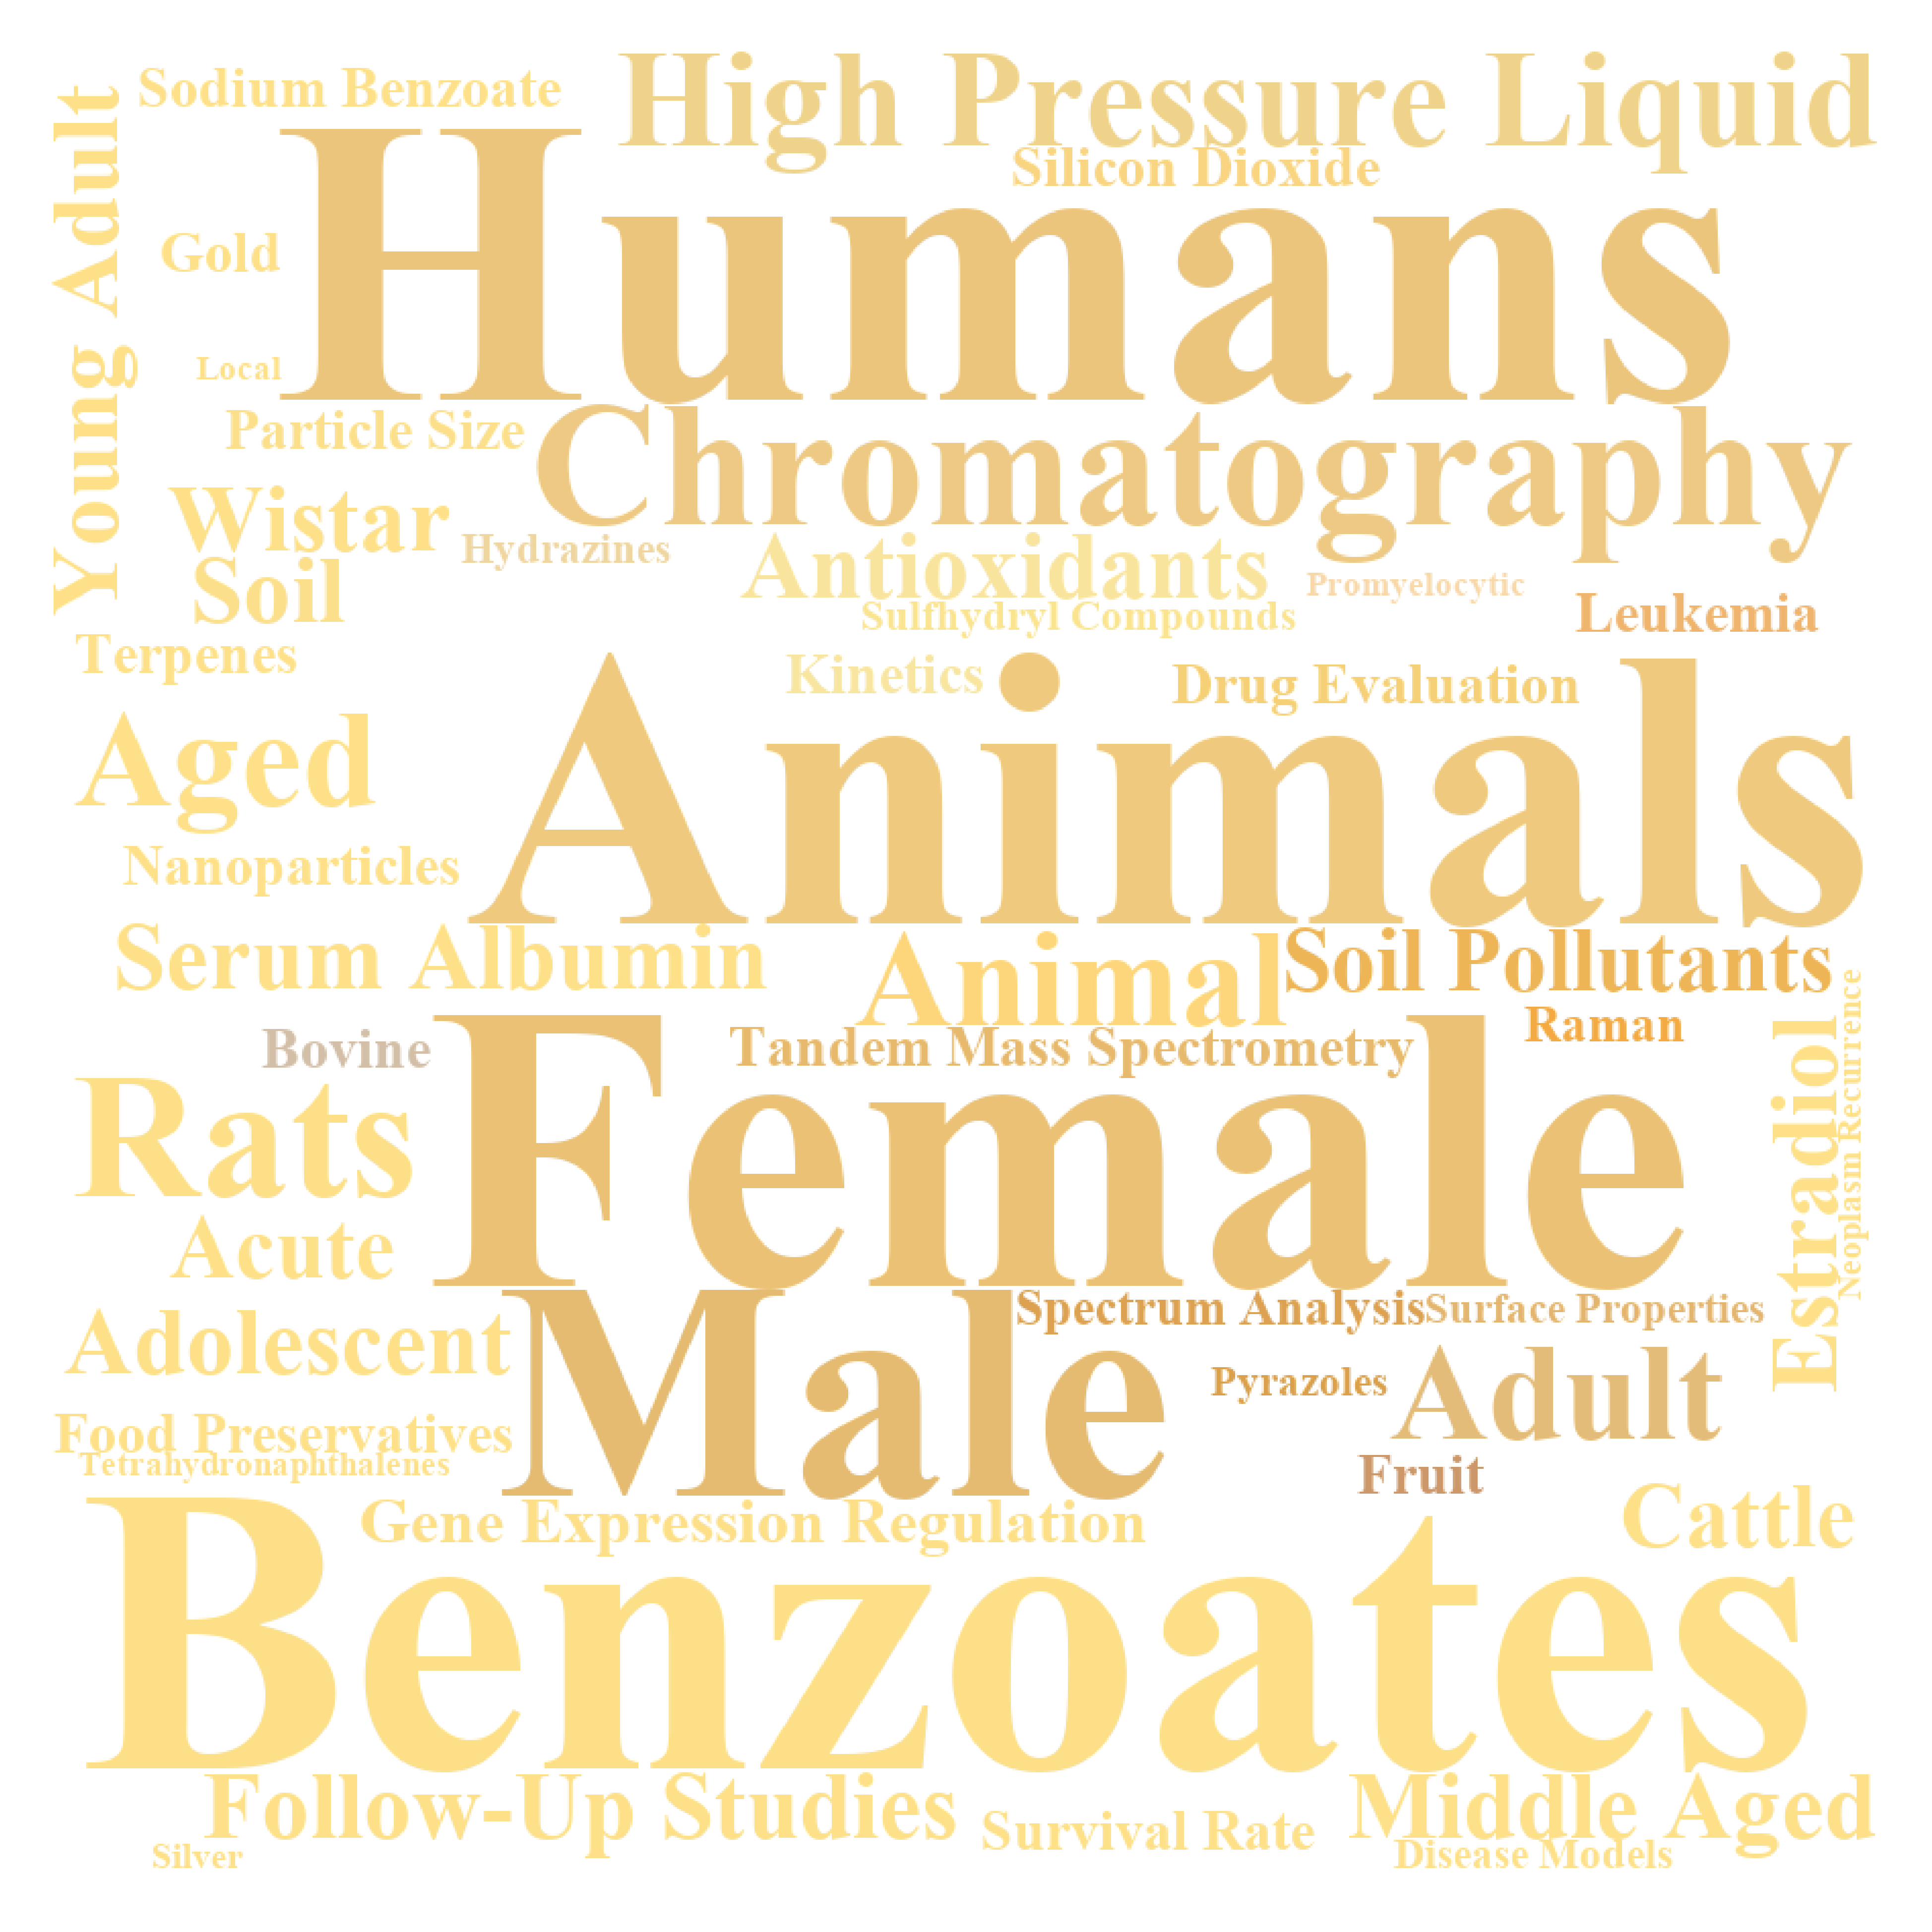 Sodium Benzoate
High Pressure Liquid
Young Adult
Silicon Dioxide
Humans
Gold
Local
Particle Size
Chromatography
Wistar
Hydrazines
Antioxidants
Promyelocytic
Soil
Sulfhydryl Compounds
Leukemia
Terpenes
Kinetics
Drug Evaluation
Animals
Aged
Nanoparticles
Serum Albumin
Animal
Soil Pollutants
Bovine
Tandem Mass Spectrometry
Raman
Estradiol
Neoplasm Recurrence
Female
Rats
Acute
Adolescent
Male
Spectrum Analysis
Surface Properties
Pyrazoles
Adult
Food Preservatives
Tetrahydronaphthalenes
Fruit
Gene Expression Regulation
Cattle
Benzoates
Follow-Up Studies
Survival Rate
Middle Aged
Silver
Disease Models